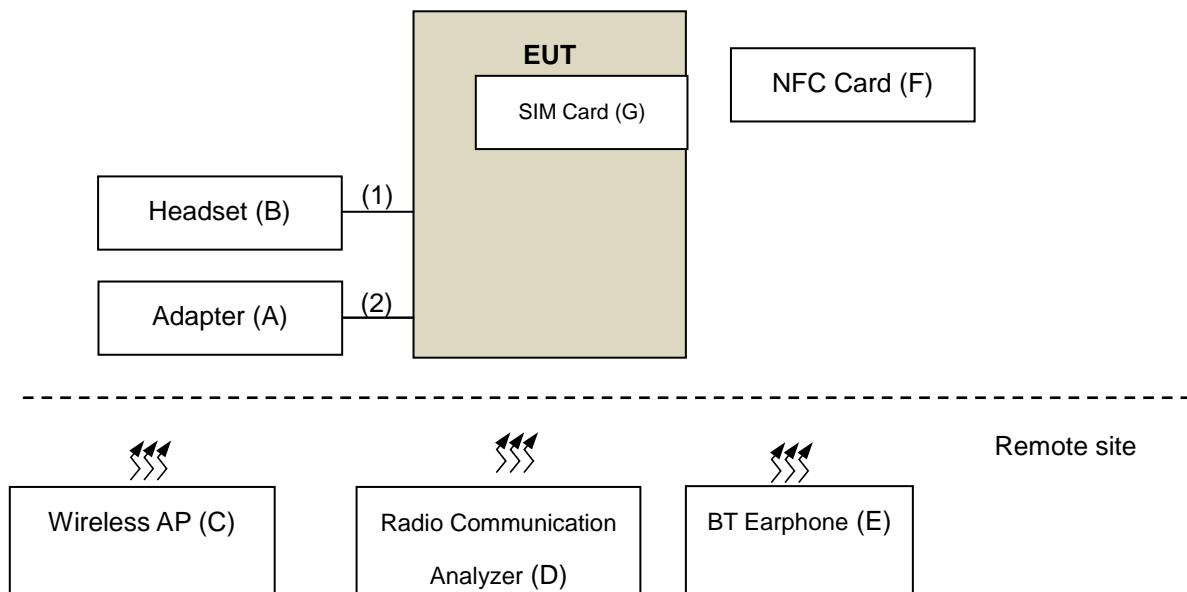 EUT
SIM Card (G)
NFC Card (F)
(1)
Headset (B)
(2)
Adapter (A)
Remote site
Wireless AP (C)
Radio Communication
Analyzer (D)
BT Earphone (E)